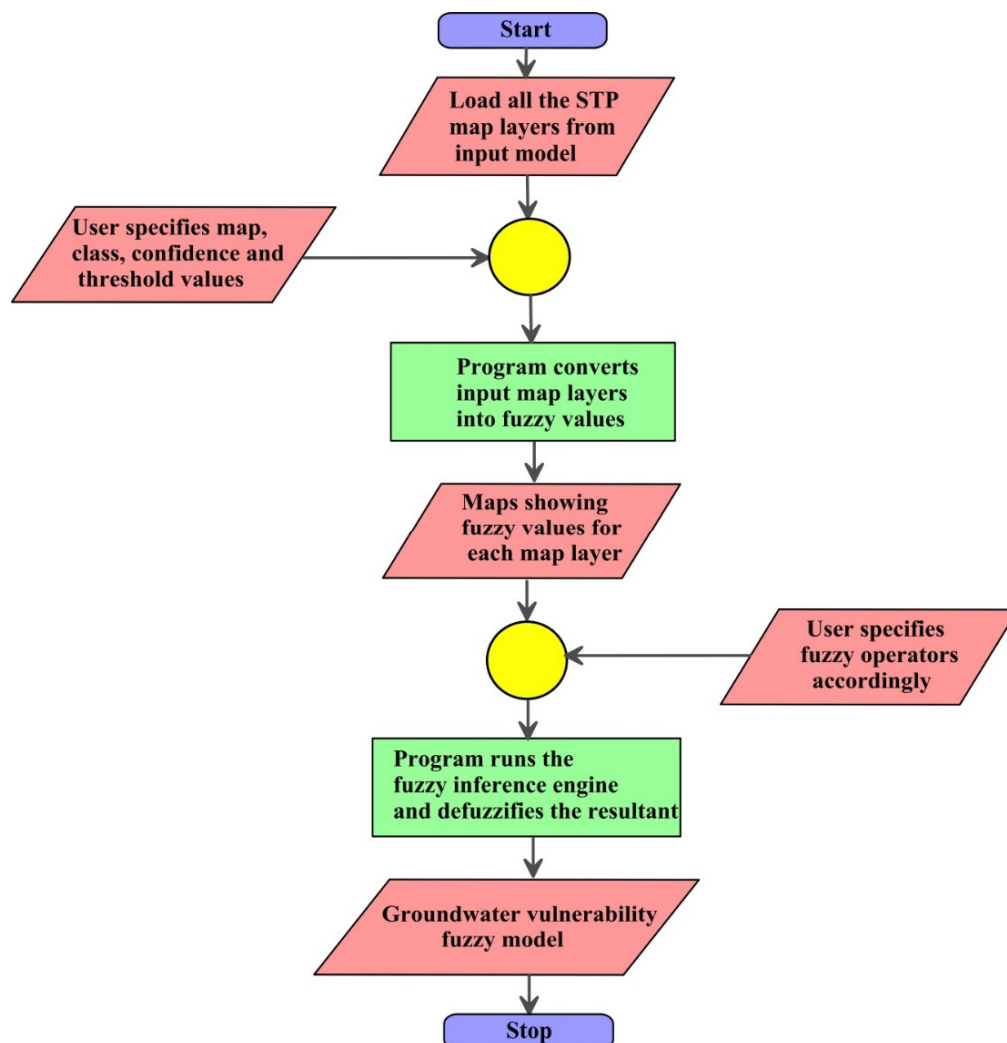 Start
Load all the STP
map layers from
input model
User specifies map,
class, confidence and
threshold values
Program converts
input map layers
into fuzzy values
Maps showing
fuzzy values for
each map layer
User specifies
fuzzy operators
accordingly
Program runs the
fuzzy inference engine
and defuzzifies the resultant
Groundwater vulnerability
fuzzy model
Stop